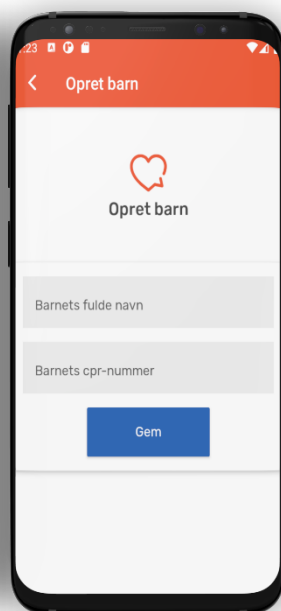 :23
Opret barn
Opret barn
Barnets fulde navn
Barnets cpr-nummer
Gem